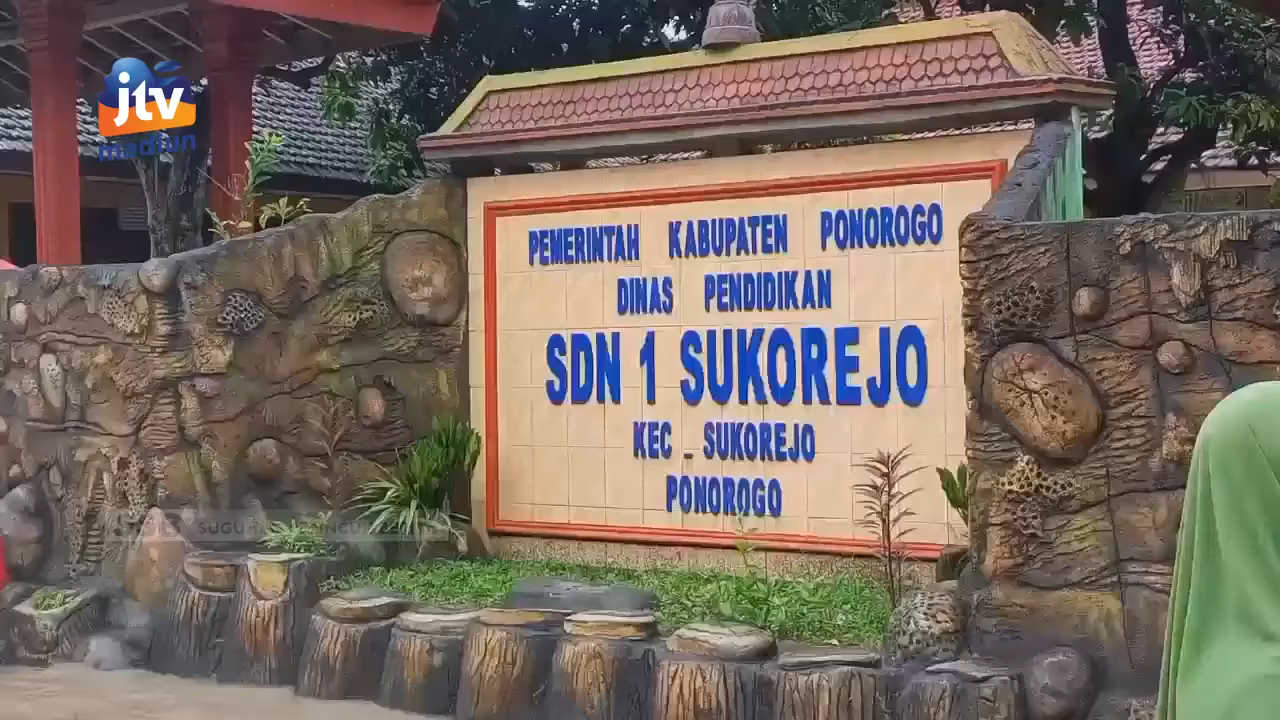 jtv
madiun
PEMERINTAH KABUPATEN PONOROGO
DINAS PENDIDIKAN
SDN 1 SUKOREJO
KEC _ SUKOREJO
PONOROGO